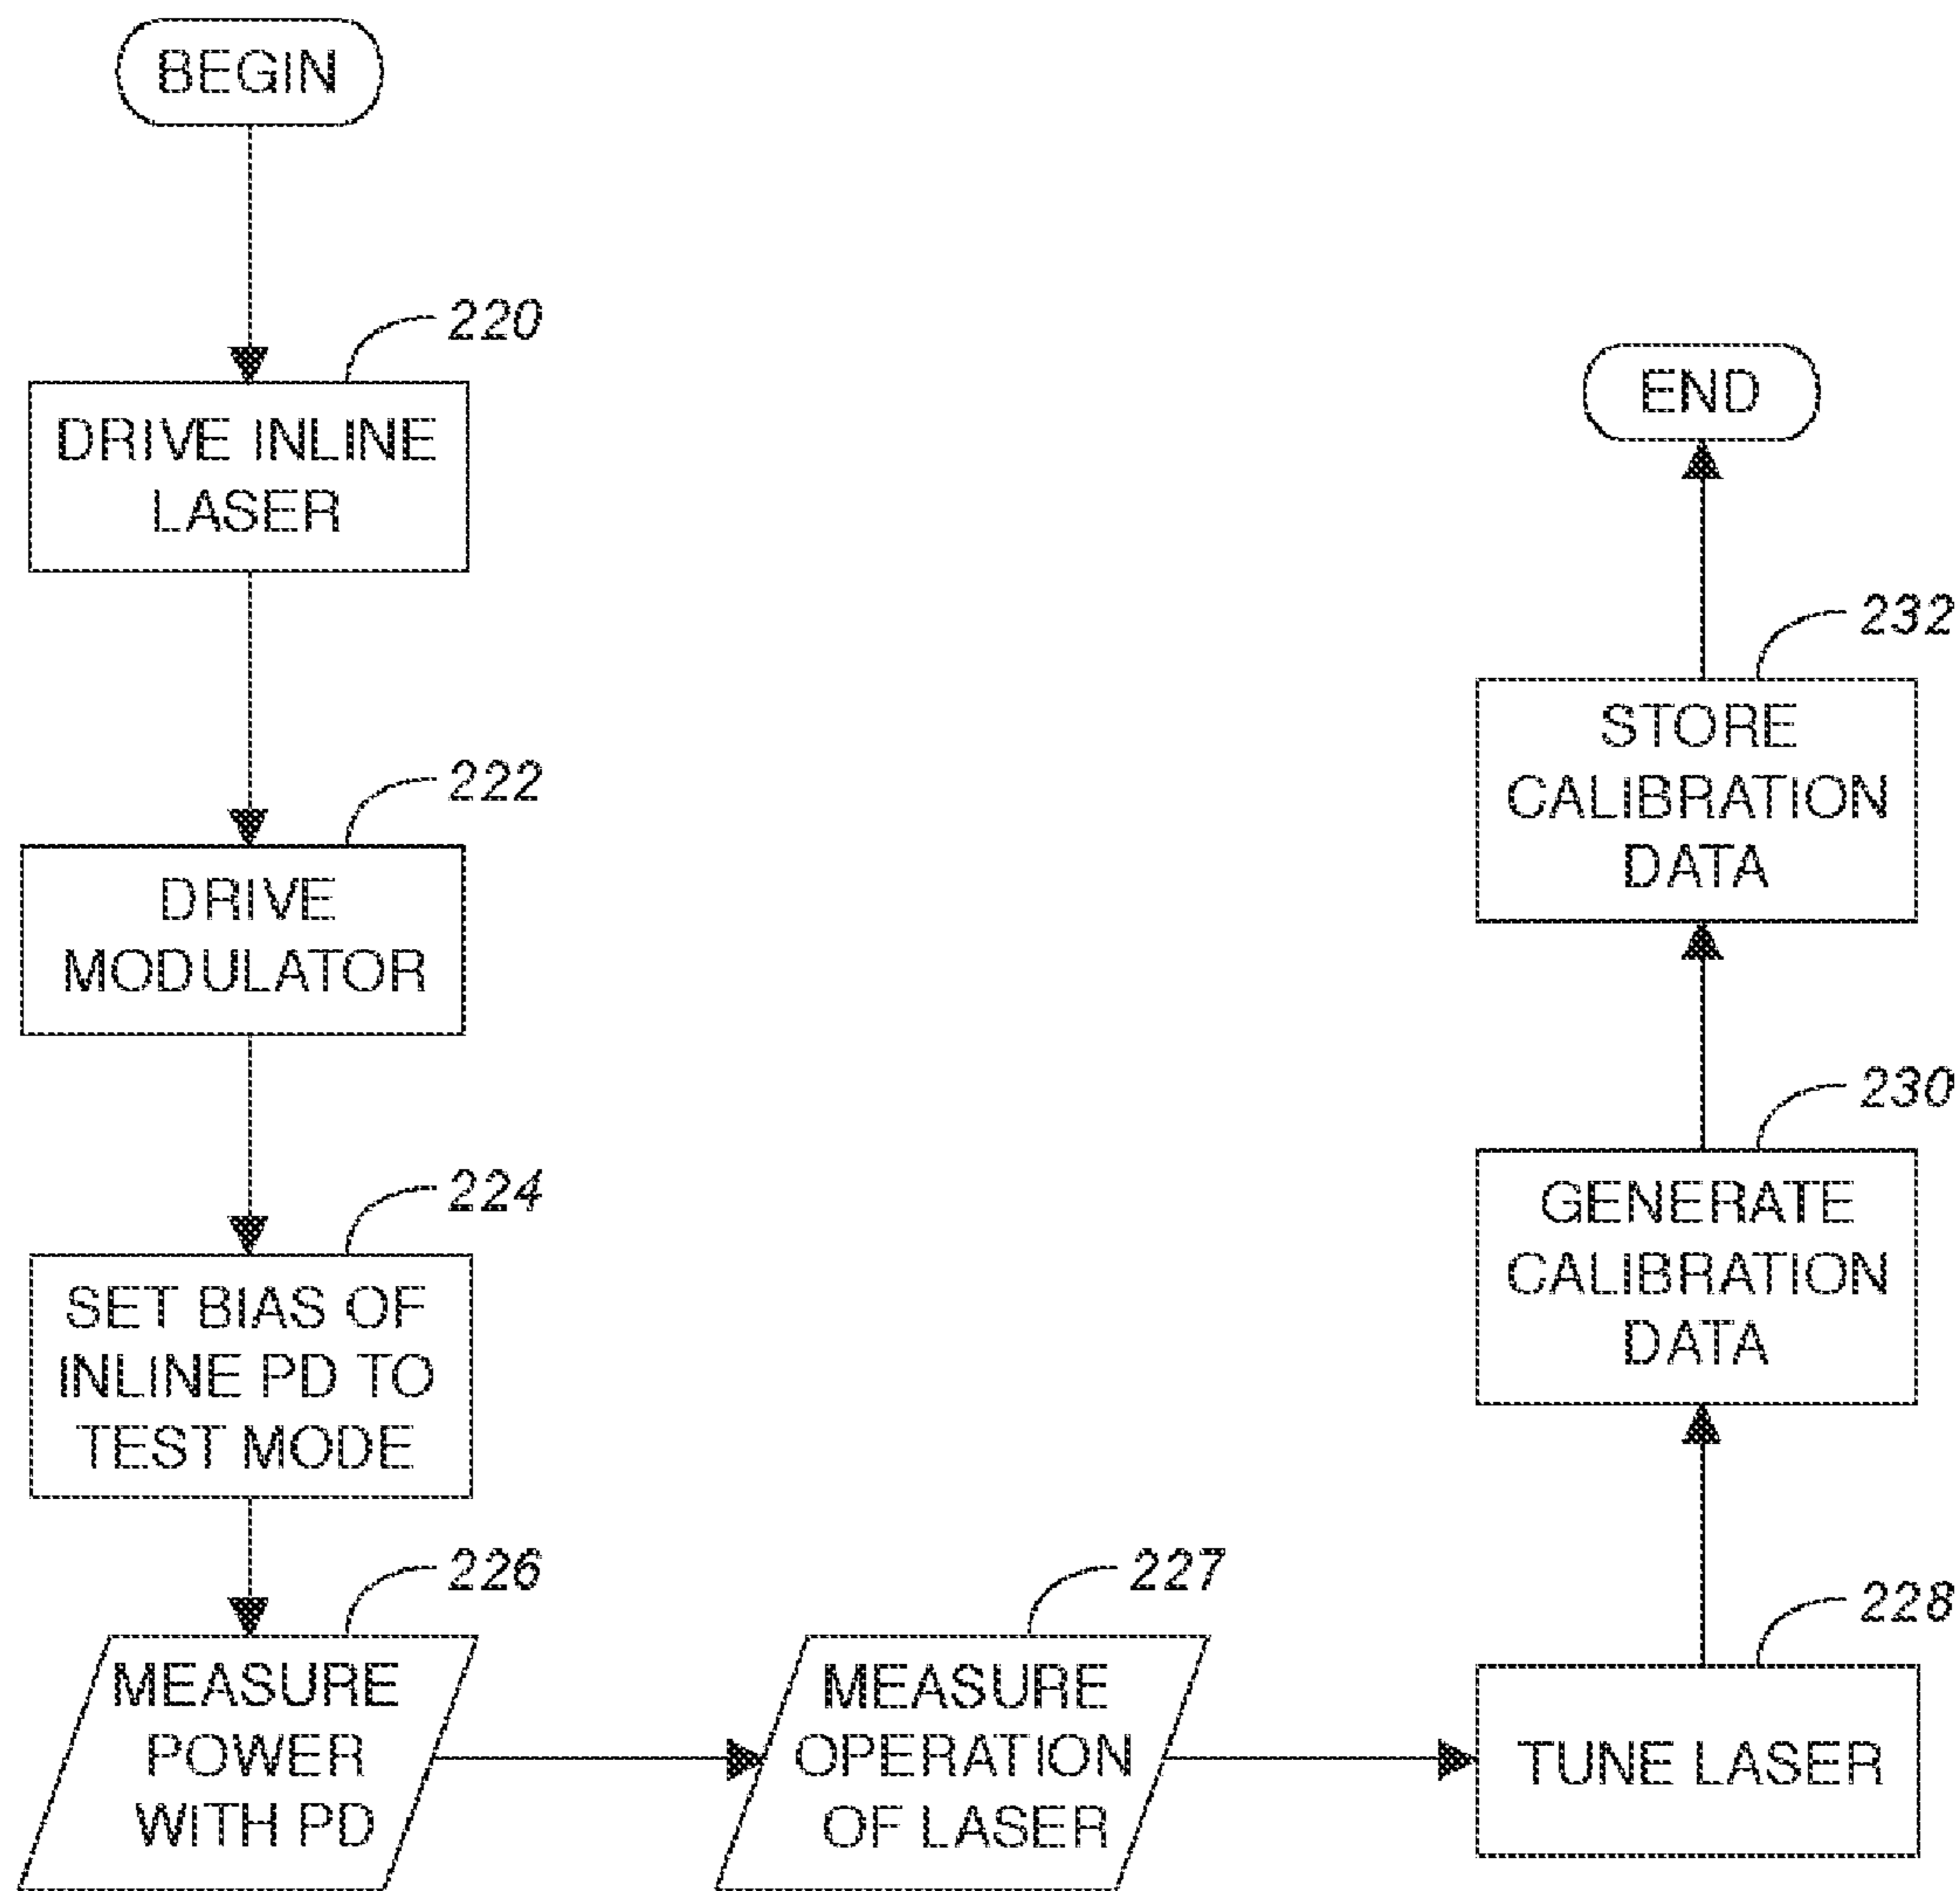 BEGIN
220
DRIVE INLINE
LASER
222
DRIVE
MODULATOR
224
SET BIAS OF
INLINE PD TO
TEST MODE
226
MEASURE
POWER
WITH PD
227
MEASURE
OPERATION
OF LASER
228
TUNE LASER
230
GENERATE
CALIBRATION
DATA
232
STORE
CALIBRATION
DATA
END